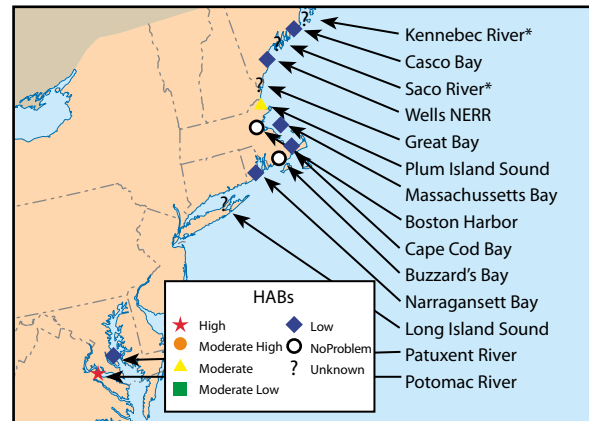 ?
Kennebec River*
Casco Bay
?
Saco River*
Wells NERR
?
Great Bay
Plum Island Sound
Massachussetts Bay
Boston Harbor
Cape Cod Bay
Buzzard's Bay
Narragansett Bay
?
Long Island Sound
Patuxent River
Potomac River
HABs
High
Low
Moderate High
NoProblem
Moderate
? Unknown
Moderate Low